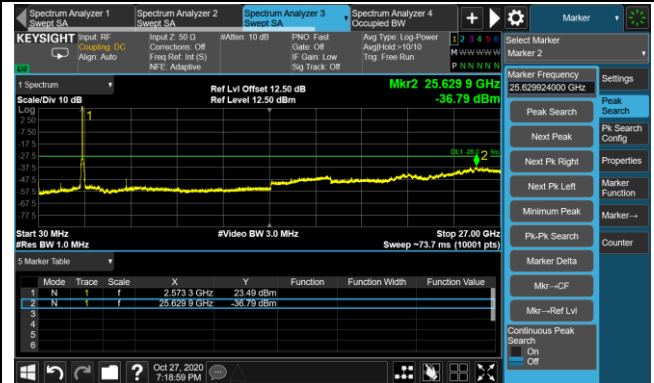 Spectrum Analyzer 1
Swept SA
Spectrum Analyzer 2
Swept SA
Spectrum Analyzer 3
Swept SA
Spectrum Analyzer 4
Occupied BW
Marker
KEYSIGHT
Input: RF
Coupling: DC
Align: Auto
Input Z: 50 Ω
Corrections: Off
Freq Ref: Int (S)
NFE: Adaptive
#Atten: 10 dB
PNO: Fast
Gate: Off
IF Gain: Low
Sig Track: Off
Avg Type: Log-Power
Avg|Hold:>10/10
Trig: Free Run
1 2 3 4 5 6
M W W W W W
P N N N N N
Select Marker
Marker 2
1 Spectrum
Scale/Div 10 dB
Ref Lvl Offset 12.50 dB
Ref Level 12.50 dBm
Mkr2 25.629 9 GHz
-36.79 dBm
Log
2.50
-7.50
-17.5
-27.5
-37.5
-47.5
-57.5
-67.5
-77.5
1
2
Start 30 MHz
#Res BW 1.0 MHz
#Video BW 3.0 MHz
Stop 27.00 GHz
Sweep ~73.7 ms (10001 pts)
5 Marker Table
Mode Trace Scale X Y Function Function Width Function Value
1 N 1 f 2.573 3 GHz 23.49 dBm
2 N 1 f 25.629 9 GHz -36.79 dBm
3
4
5
6
Marker Frequency
25.629924000 GHz
Peak Search
Next Peak
Next Pk Right
Next Pk Left
Minimum Peak
Pk-Pk Search
Marker Delta
Mkr→CF
Mkr→Ref Lvl
Continuous Peak
Search
On
Off
Settings
Peak
Search
Pk Search
Config
Properties
Marker
Function
Marker→
Counter
Oct 27, 2020
7:18:59 PM